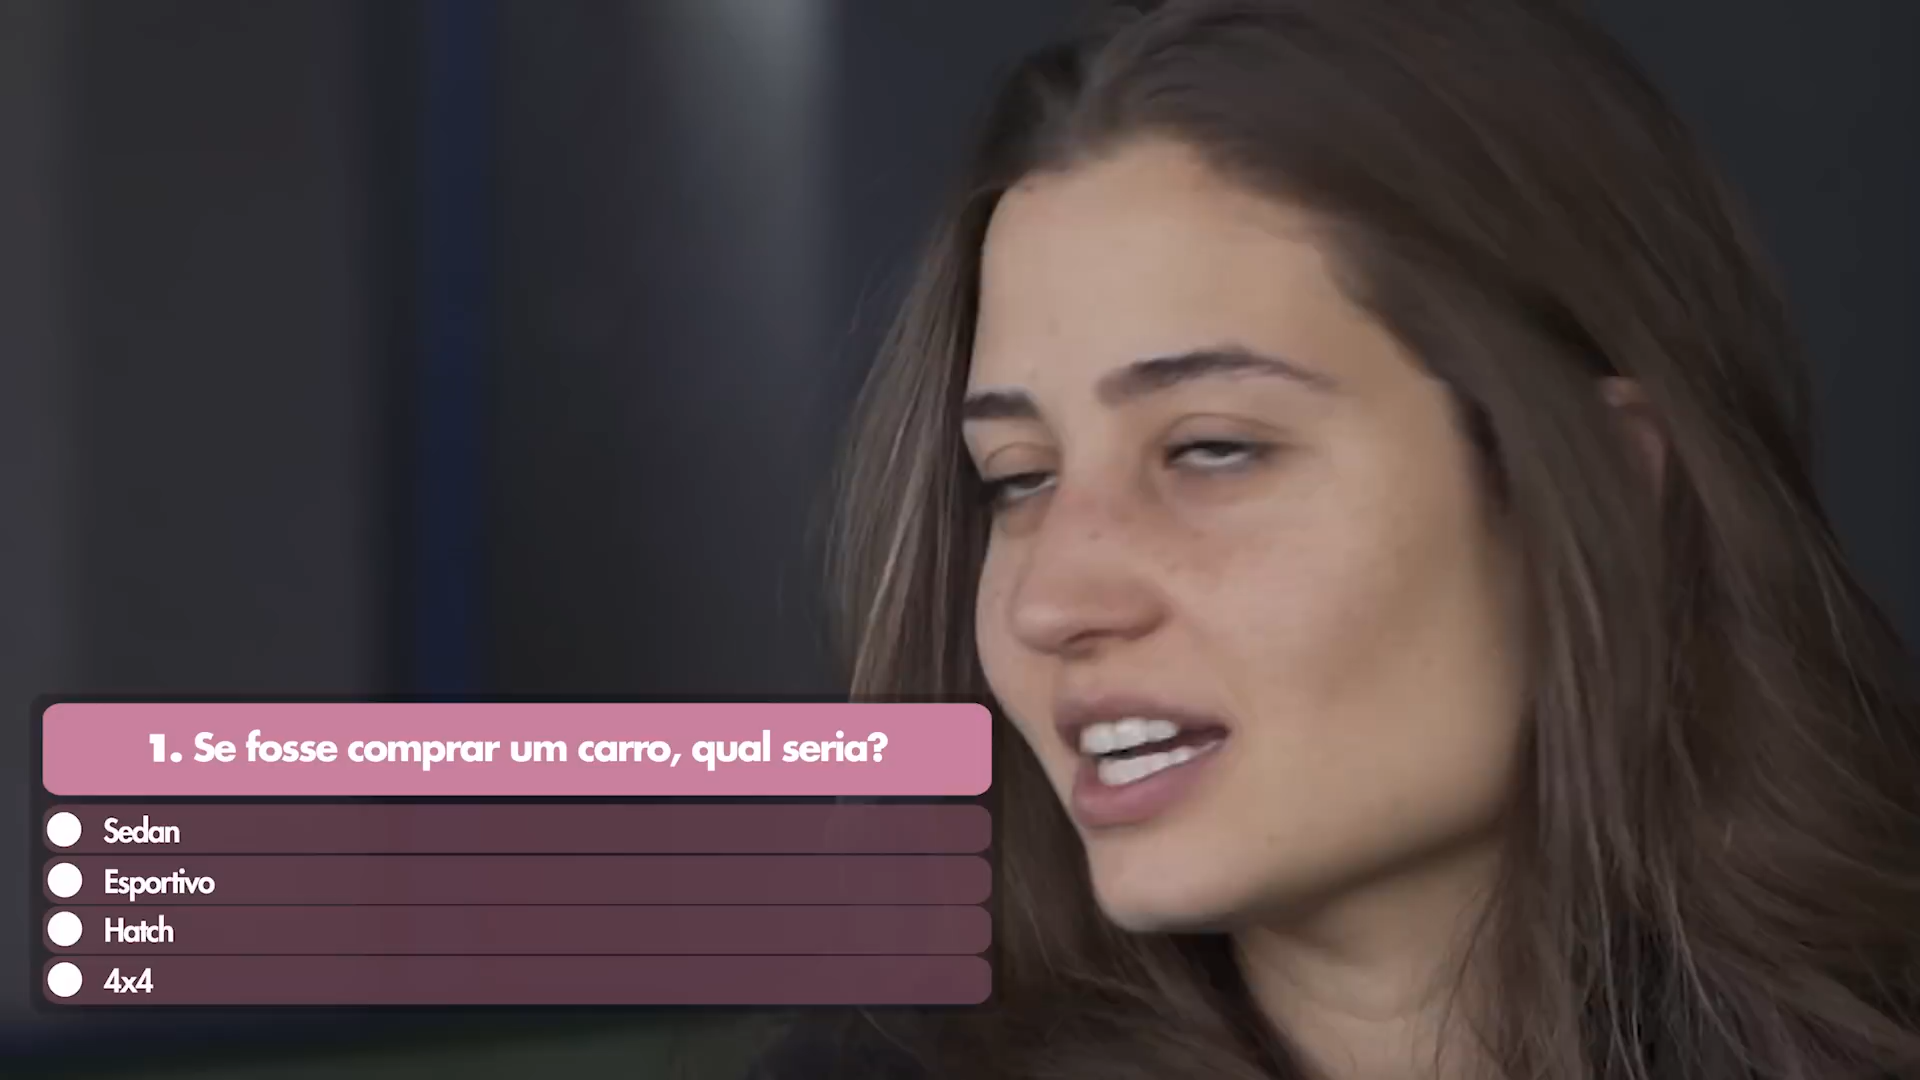 1. Se fosse comprar um carro, qual seria?
Sedan
Esportivo
Hatch
4x4